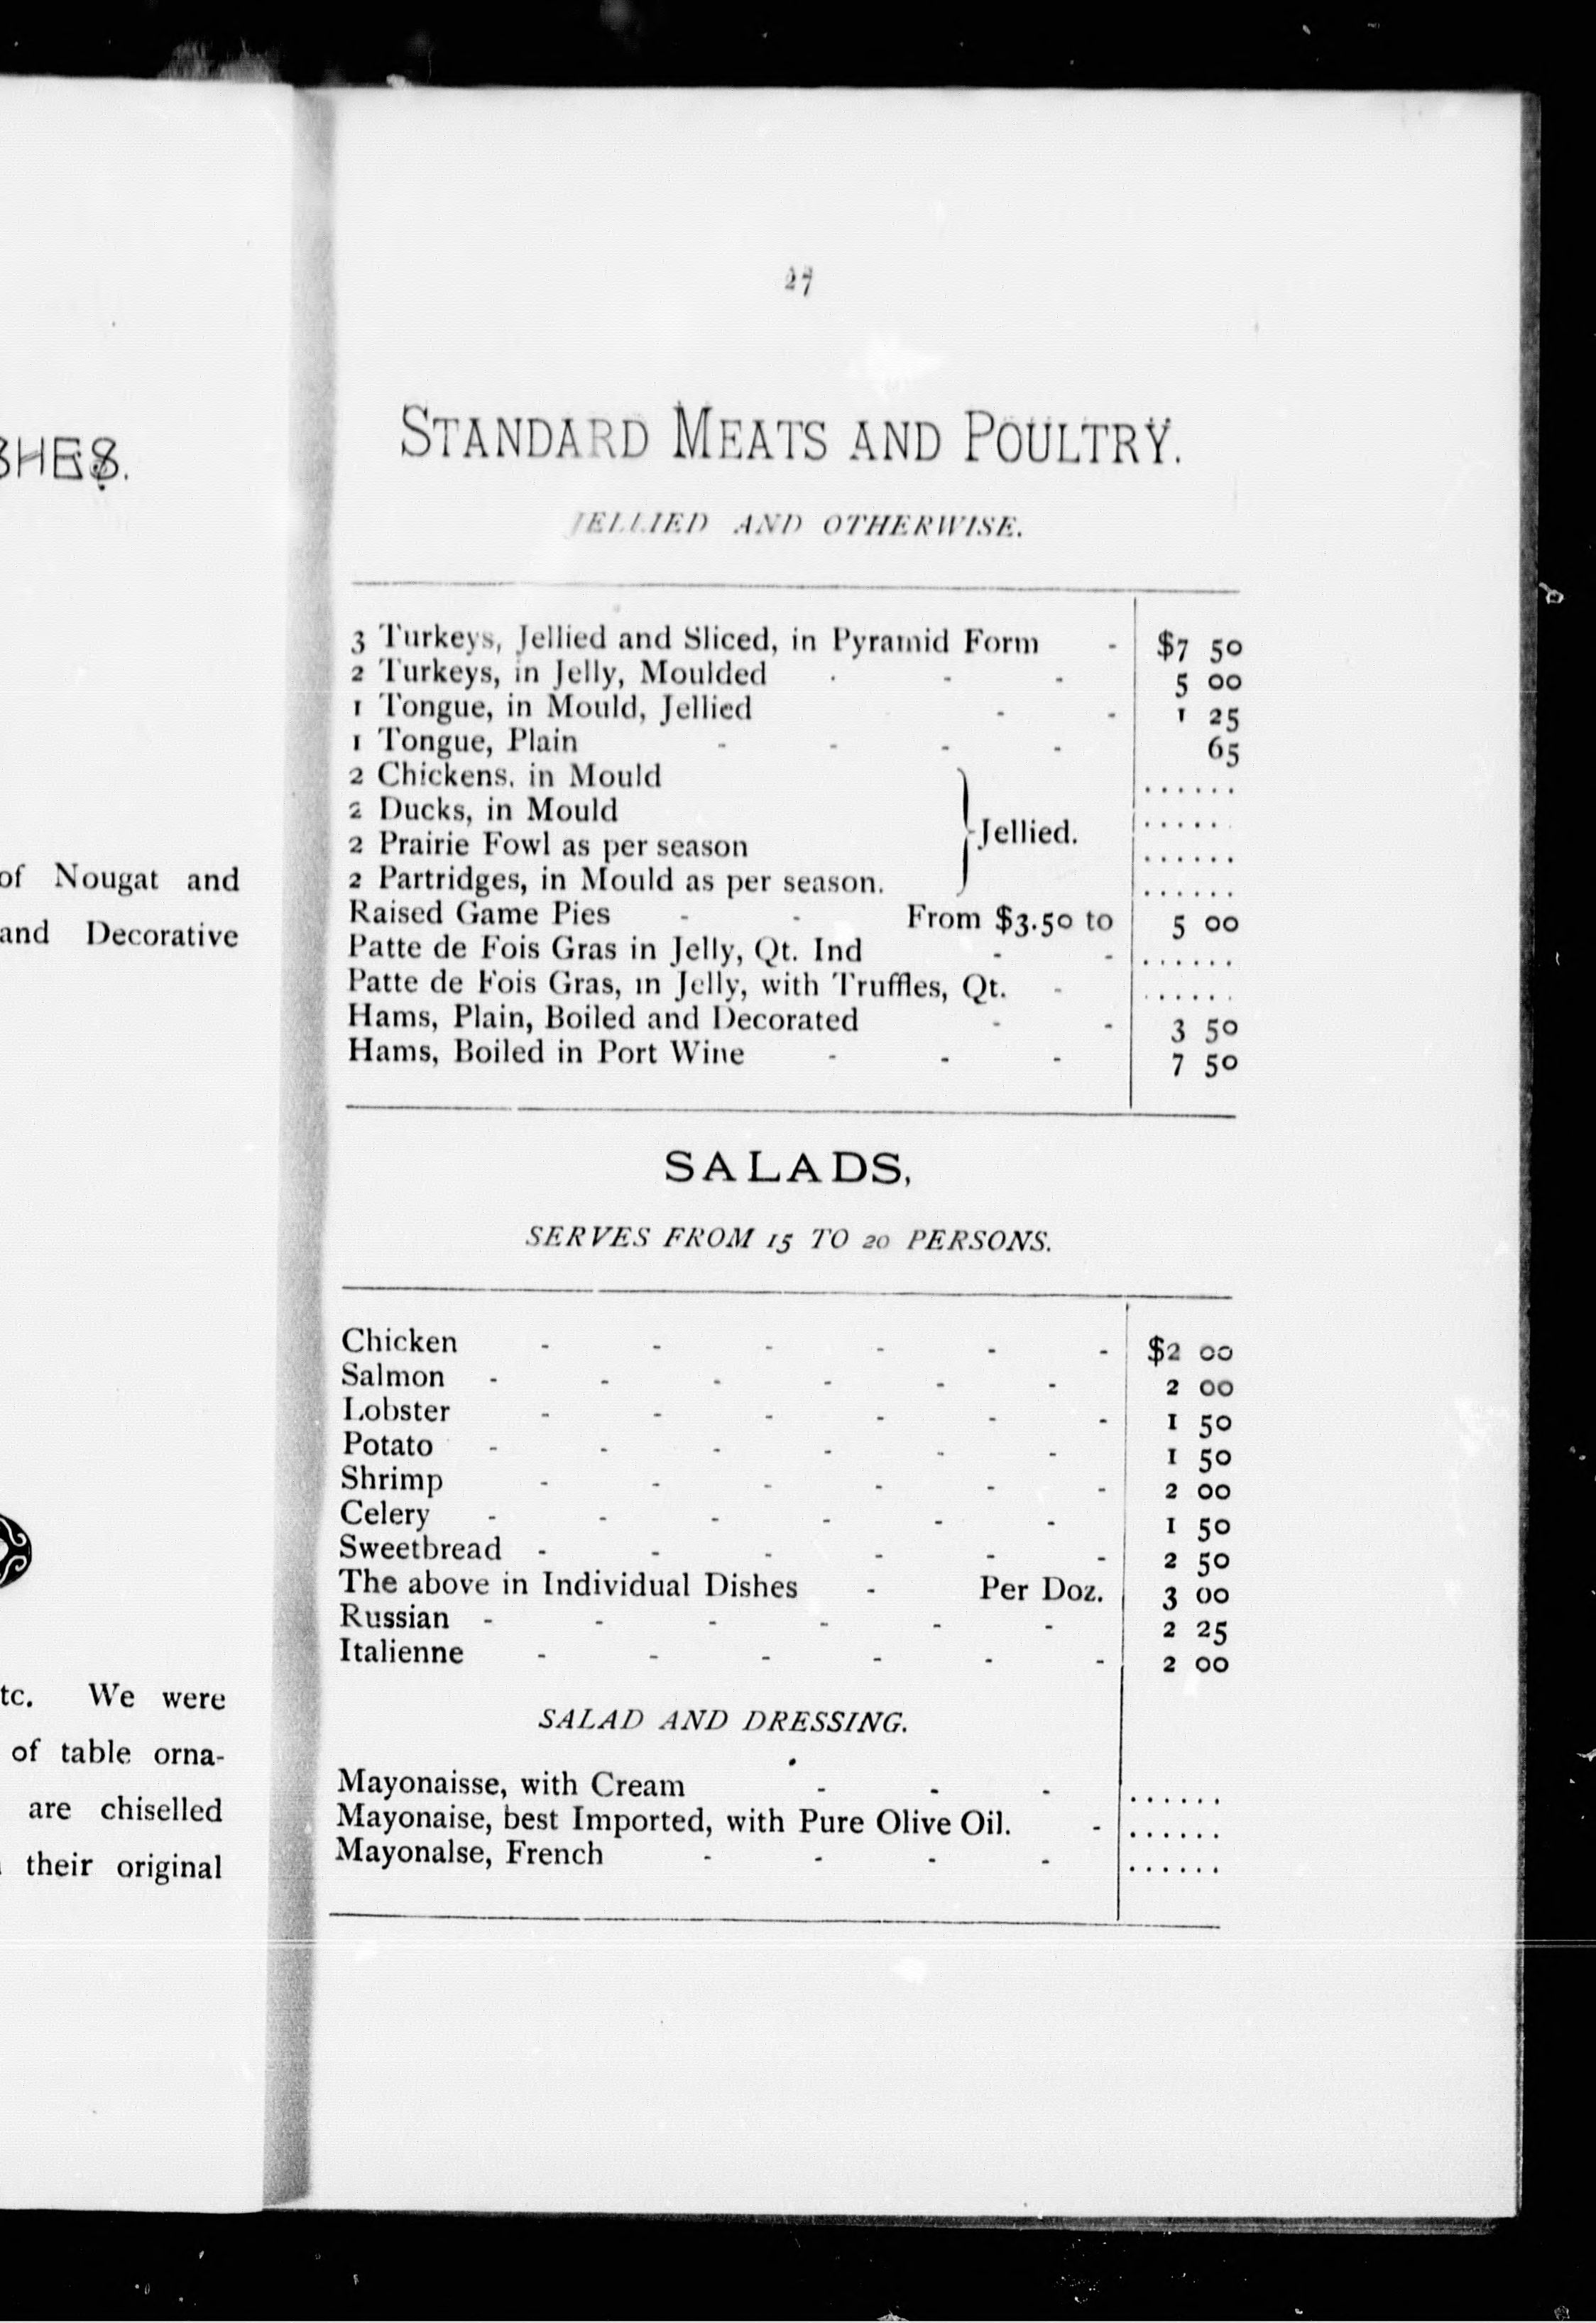 SHES.
of Nougat and
and Decorative
tc. We were
of table orna-
are chiselled
their original
27
STANDARD MEATS AND POULTRY.
JELLIED AND OTHERWISE.
3 Turkeys, Jellied and Sliced, in Pyramid Form - $7 50
2 Turkeys, in Jelly, Moulded - - - 5 00
1 Tongue, in Mould, Jellied - - 1 25
1 Tongue, Plain - - - - 65
2 Chickens. in Mould ......
2 Ducks, in Mould ......
Jellied.
2 Prairie Fowl as per season ......
2 Partridges, in Mould as per season. ......
Raised Game Pies - - From $3.50 to 5 00
Patte de Fois Gras in Jelly, Qt. Ind - - ......
Patte de Fois Gras, in Jelly, with Truffles, Qt. - ......
Hams, Plain, Boiled and Decorated - - 3 50
Hams, Boiled in Port Wine - - - 7 50
SALADS,
SERVES FROM 15 TO 20 PERSONS.
Chicken - - - - - - $2 00
Salmon - - - - - - 2 00
Lobster - - - - - - 1 50
Potato - - - - - - 1 50
Shrimp - - - - - - 2 00
Celery - - - - - - 1 50
Sweetbread - - - - - - 2 50
The above in Individual Dishes - Per Doz. 3 00
Russian - - - - - - 2 25
Italienne - - - - - - 2 00
SALAD AND DRESSING.
Mayonaisse, with Cream - - - ......
Mayonaise, best Imported, with Pure Olive Oil. - ......
Mayonalse, French - - - - ......